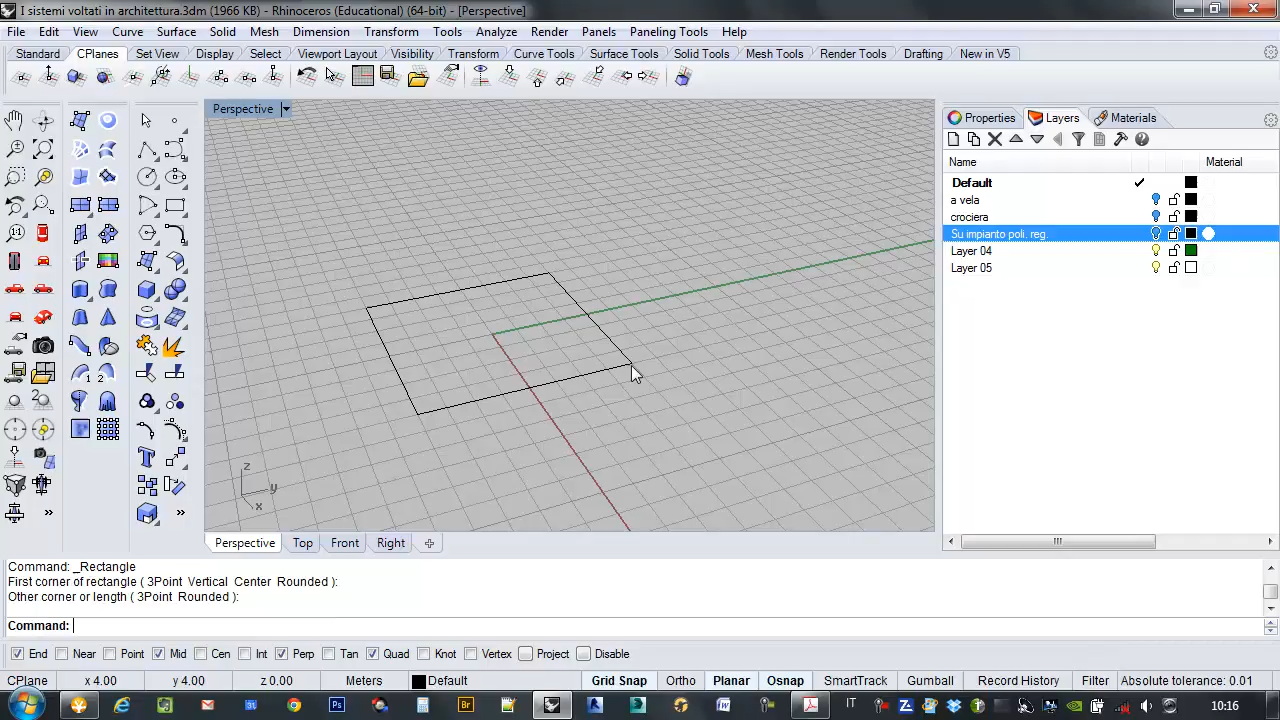 I sistemi voltati in architettura.3dm (1966 KB) - Rhinoceros (Educational) (64-bit) - [Perspective]
File Edit View Curve Surface Solid Mesh Dimension Transform Tools Analyze Render Panels Paneling Tools Help
Standard CPlanes Set View Display Select Viewport Layout Visibility Transform Curve Tools Surface Tools Solid Tools Mesh Tools Render Tools Drafting New in V5
Perspective
Properties Layers Materials
Name Material
Default
a vela
crociera
Su impianto poli. reg.
Layer 04
Layer 05
z
y
x
Perspective Top Front Right
Command: _Rectangle
First corner of rectangle ( 3Point Vertical Center Rounded ):
Other corner or length ( 3Point Rounded ):
Command:
End Near Point Mid Cen Int Perp Tan Quad Knot Vertex Project Disable
CPlane x 4.00 y 4.00 z 0.00 Meters Default Grid Snap Ortho Planar Osnap SmartTrack Gumball Record History Filter Absolute tolerance: 0.01
Ps Br IT 10:16